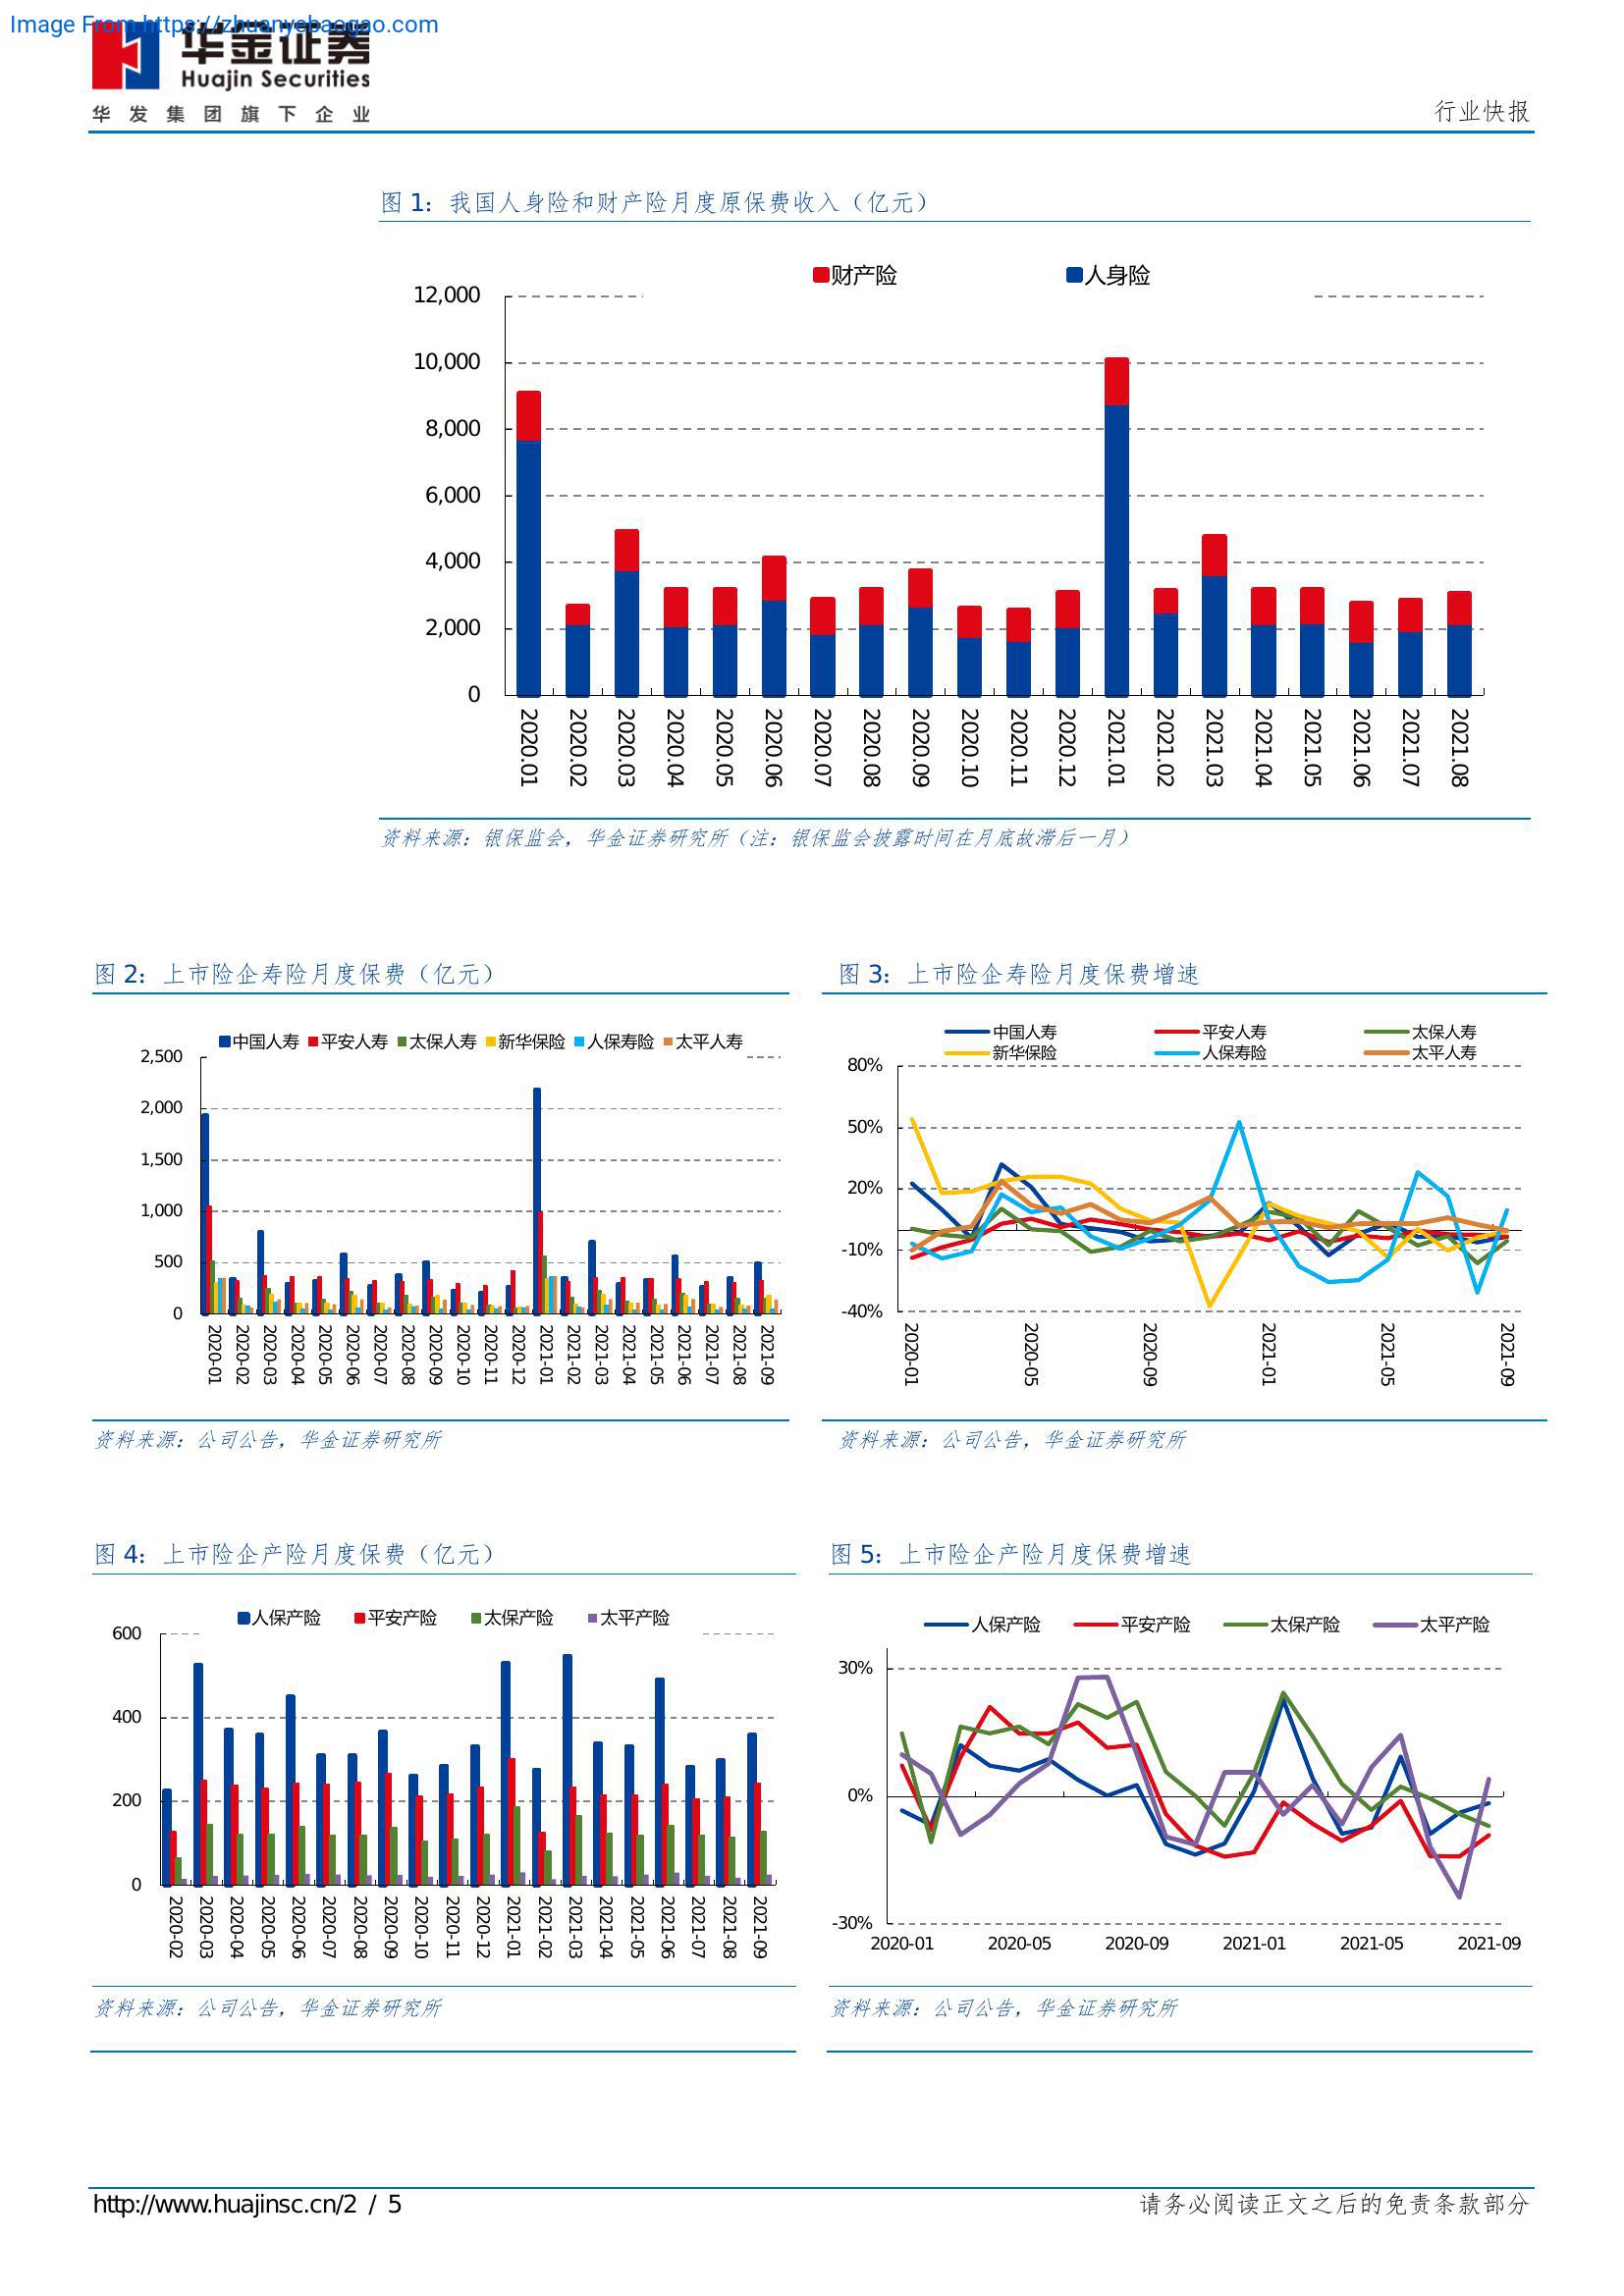 Image From https://zhuanyebaogao.com
华金证券
Huajin Securities
华发集团旗下企业
行业快报
图 1：我国人身险和财产险月度原保费收入（亿元）
财产险 人身险
12,000
10,000
8,000
6,000
4,000
2,000
0
2020.01 2020.02 2020.03 2020.04 2020.05 2020.06 2020.07 2020.08 2020.09 2020.10 2020.11 2020.12 2021.01 2021.02 2021.03 2021.04 2021.05 2021.06 2021.07 2021.08
资料来源：银保监会，华金证券研究所（注：银保监会披露时间在月底故滞后一月）
图 2：上市险企寿险月度保费（亿元）
中国人寿 平安人寿 太保人寿 新华保险 人保寿险 太平人寿
2,500
2,000
1,500
1,000
500
0
2020-01 2020-02 2020-03 2020-04 2020-05 2020-06 2020-07 2020-08 2020-09 2020-10 2020-11 2020-12 2021-01 2021-02 2021-03 2021-04 2021-05 2021-06 2021-07 2021-08 2021-09
资料来源：公司公告，华金证券研究所
图 3：上市险企寿险月度保费增速
中国人寿 平安人寿 太保人寿
新华保险 人保寿险 太平人寿
80%
50%
20%
-10%
-40%
2020-01 2020-05 2020-09 2021-01 2021-05 2021-09
资料来源：公司公告，华金证券研究所
图 4：上市险企产险月度保费（亿元）
人保产险 平安产险 太保产险 太平产险
600
400
200
0
2020-02 2020-03 2020-04 2020-05 2020-06 2020-07 2020-08 2020-09 2020-10 2020-11 2020-12 2021-01 2021-02 2021-03 2021-04 2021-05 2021-06 2021-07 2021-08 2021-09
资料来源：公司公告，华金证券研究所
图 5：上市险企产险月度保费增速
人保产险 平安产险 太保产险 太平产险
30%
0%
-30%
2020-01 2020-05 2020-09 2021-01 2021-05 2021-09
资料来源：公司公告，华金证券研究所
http://www.huajinsc.cn/2 / 5
请务必阅读正文之后的免责条款部分